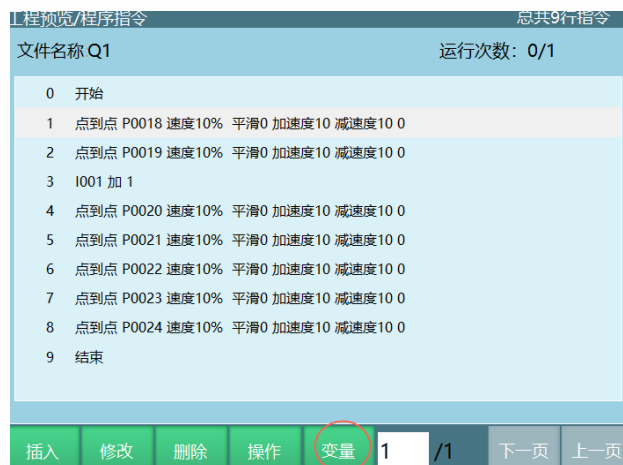 工程预览/程序指令 总共9行指令
文件名称 Q1 运行次数: 0/1
0 开始
1 点到点 P0018 速度10% 平滑0 加速度10 减速度10 0
2 点到点 P0019 速度10% 平滑0 加速度10 减速度10 0
3 I001 加 1
4 点到点 P0020 速度10% 平滑0 加速度10 减速度10 0
5 点到点 P0021 速度10% 平滑0 加速度10 减速度10 0
6 点到点 P0022 速度10% 平滑0 加速度10 减速度10 0
7 点到点 P0023 速度10% 平滑0 加速度10 减速度10 0
8 点到点 P0024 速度10% 平滑0 加速度10 减速度10 0
9 结束
插入 修改 删除 操作 变量 1 /1 下一页 上一页